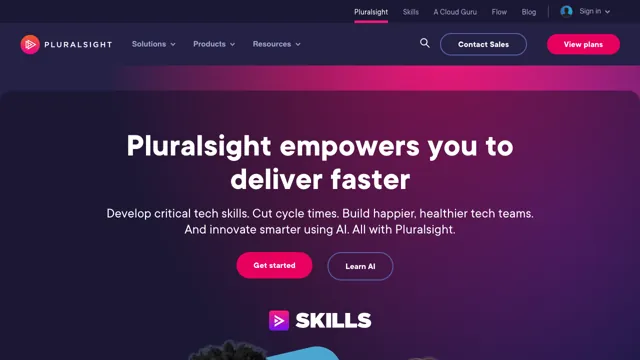 Pluralsight Skills A Cloud Guru Flow Blog Sign in
PLURALSIGHT Solutions Products Resources Contact Sales View plans
Pluralsight empowers you to
deliver faster
Develop critical tech skills. Cut cycle times. Build happier, healthier tech teams.
And innovate smarter using AI. All with Pluralsight.
Get started Learn AI
SKILLS